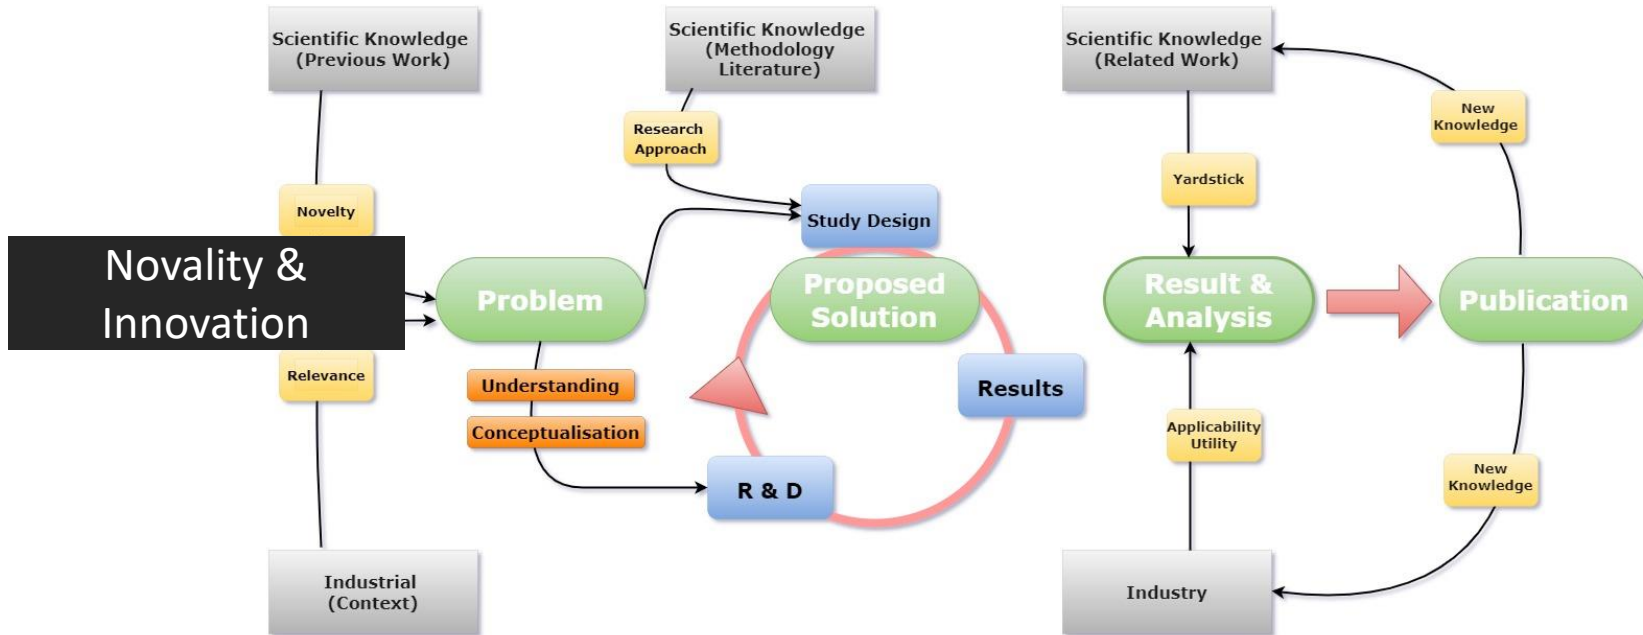 Scientific Knowledge
(Previous Work)
Scientific Knowledge
(Methodology
Literature)
Scientific Knowledge
(Related Work)
New
Knowledge
Research
Approach
Yardstick
Novelty
Study Design
Novality &
Innovation
Problem
Proposed
Solution
Result &
Analysis
Publication
Relevance
Understanding
Results
Conceptualisation
Applicability
Utility
R & D
New
Knowledge
Industrial
(Context)
Industry